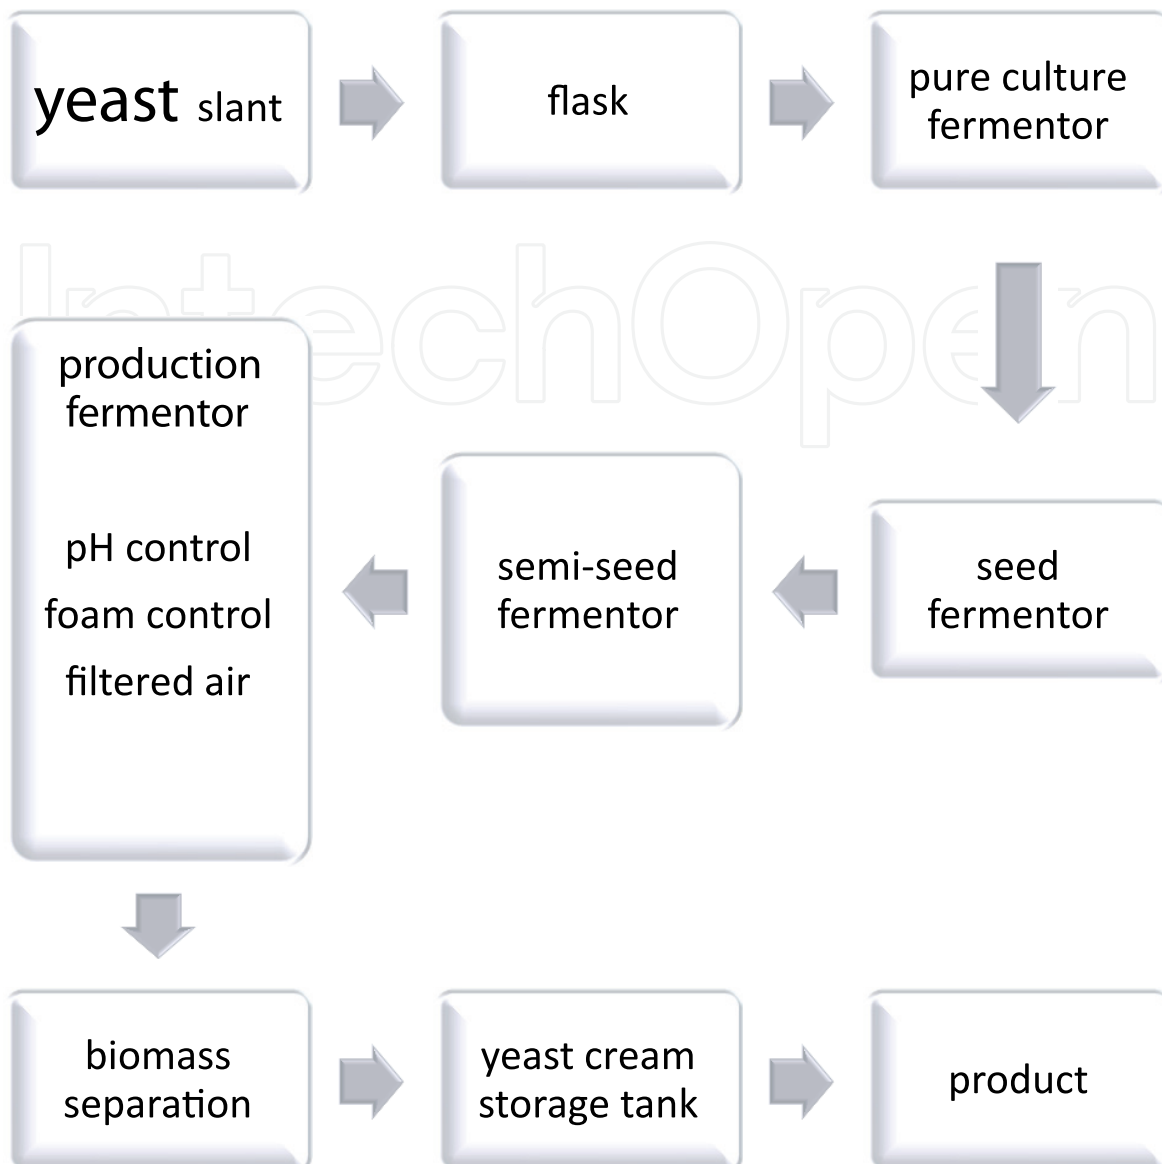 yeast slant
flask
pure culture
fermentor
IntechOpen
production
fermentor
pH control
foam control
filtered air
semi-seed
fermentor
seed
fermentor
biomass
separation
yeast cream
storage tank
product